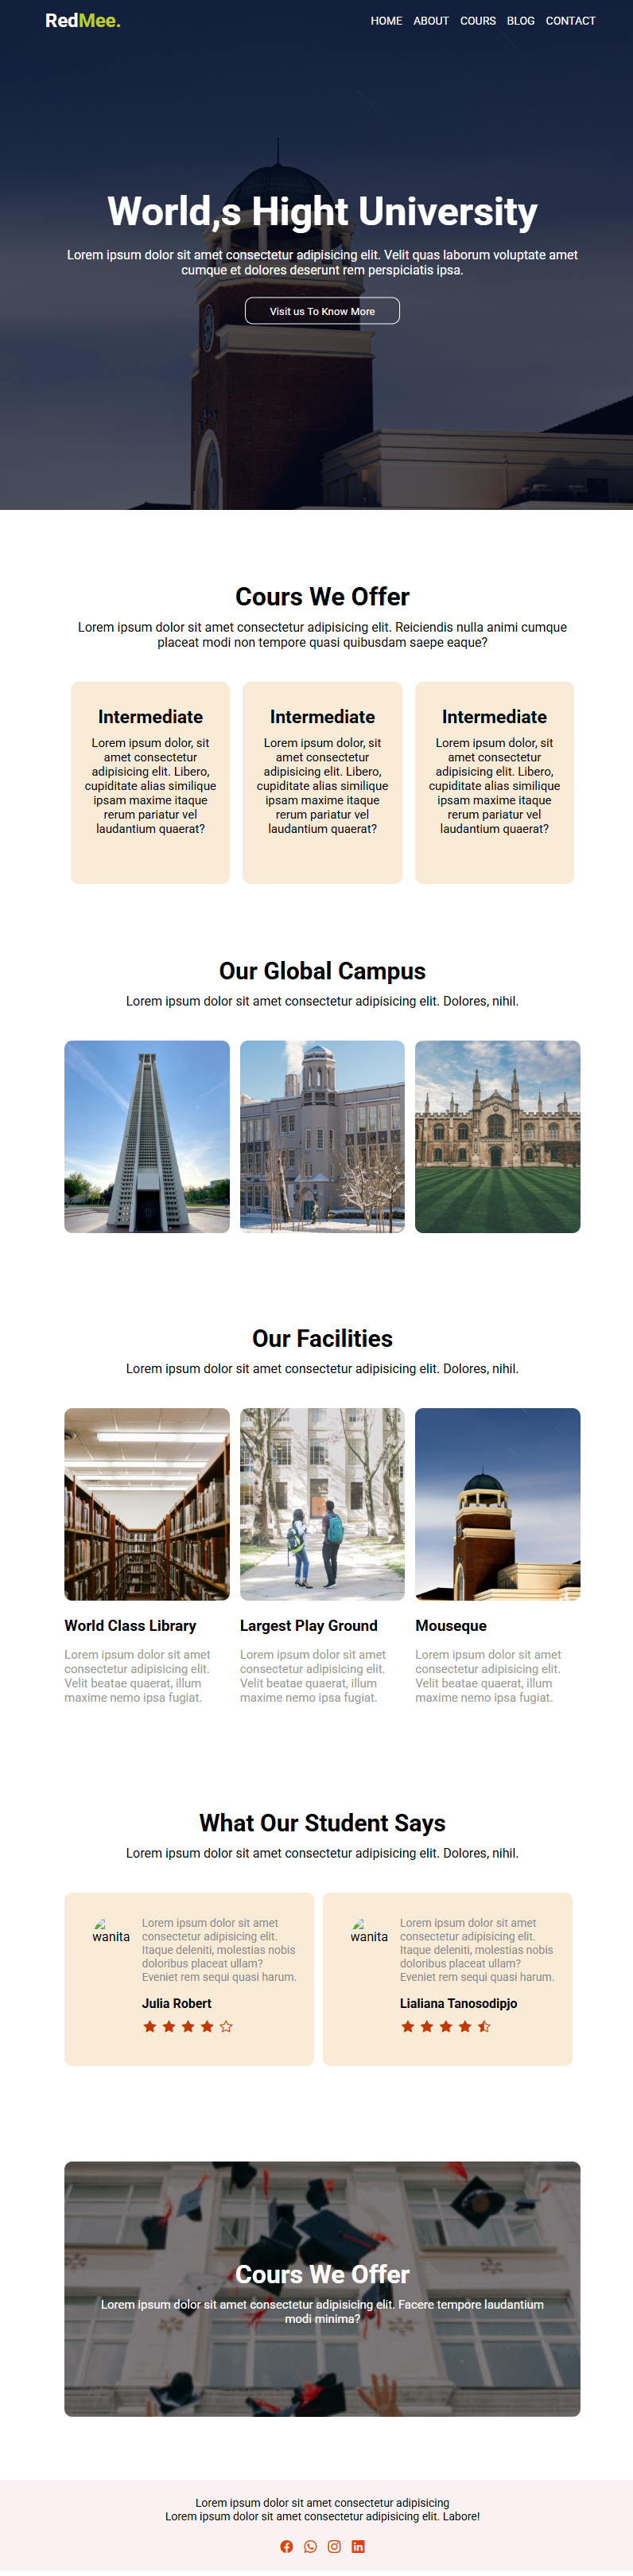 RedMee.
HOME ABOUT COURS BLOG CONTACT
World,s Hight University
Lorem ipsum dolor sit amet consectetur adipisicing elit. Velit quas laborum voluptate amet
cumque et dolores deserunt rem perspiciatis ipsa.
Visit us To Know More
Cours We Offer
Lorem ipsum dolor sit amet consectetur adipisicing elit. Reiciendis nulla animi cumque
placeat modi non tempore quasi quibusdam saepe eaque?
Intermediate
Lorem ipsum dolor, sit
amet consectetur
adipisicing elit. Libero,
cupiditate alias similique
ipsam maxime itaque
rerum pariatur vel
laudantium quaerat?
Intermediate
Lorem ipsum dolor, sit
amet consectetur
adipisicing elit. Libero,
cupiditate alias similique
ipsam maxime itaque
rerum pariatur vel
laudantium quaerat?
Intermediate
Lorem ipsum dolor, sit
amet consectetur
adipisicing elit. Libero,
cupiditate alias similique
ipsam maxime itaque
rerum pariatur vel
laudantium quaerat?
Our Global Campus
Lorem ipsum dolor sit amet consectetur adipisicing elit. Dolores, nihil.
Our Facilities
Lorem ipsum dolor sit amet consectetur adipisicing elit. Dolores, nihil.
World Class Library
Lorem ipsum dolor sit amet
consectetur adipisicing elit.
Velit beatae quaerat, illum
maxime nemo ipsa fugiat.
Largest Play Ground
Lorem ipsum dolor sit amet
consectetur adipisicing elit.
Velit beatae quaerat, illum
maxime nemo ipsa fugiat.
Mouseque
Lorem ipsum dolor sit amet
consectetur adipisicing elit.
Velit beatae quaerat, illum
maxime nemo ipsa fugiat.
What Our Student Says
Lorem ipsum dolor sit amet consectetur adipisicing elit. Dolores, nihil.
wanita
Lorem ipsum dolor sit amet
consectetur adipisicing elit.
Itaque deleniti, molestias nobis
doloribus placeat ullam?
Eveniet rem sequi quasi harum.
Julia Robert
wanita
Lorem ipsum dolor sit amet
consectetur adipisicing elit.
Itaque deleniti, molestias nobis
doloribus placeat ullam?
Eveniet rem sequi quasi harum.
Lialiana Tanosodipjo
Cours We Offer
Lorem ipsum dolor sit amet consectetur adipisicing elit. Facere tempore laudantium
modi minima?
Lorem ipsum dolor sit amet consectetur adipisicing
Lorem ipsum dolor sit amet consectetur adipisicing elit. Labore!